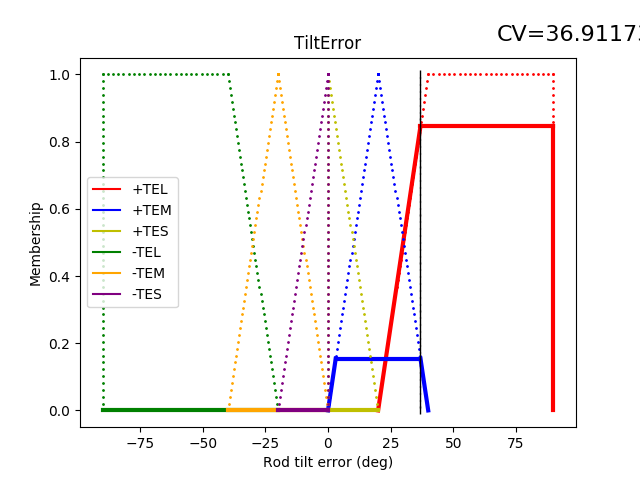 CV=36.9117
TiltError
1.0
0.8
0.6
0.4
0.2
0.0
Membership
+TEL
+TEM
+TES
-TEL
-TEM
-TES
−75
−50
−25
0
25
50
75
Rod tilt error (deg)